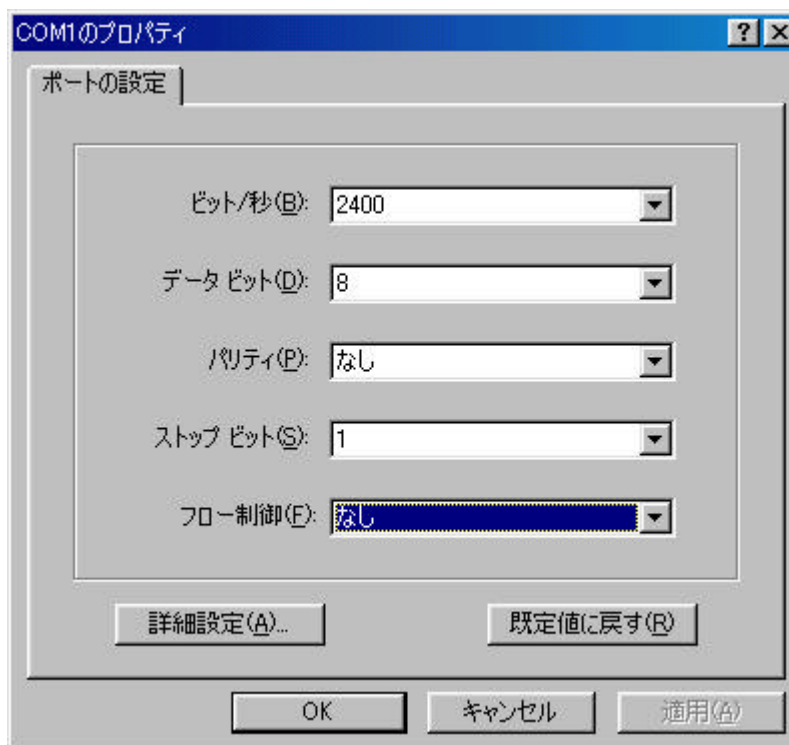 COM1のプロパティ
ポートの設定
ビット/秒(B): 2400
データ ビット(D): 8
パリティ(P): なし
ストップ ビット(S): 1
フロー制御(F): なし
詳細設定(A)... 既定値に戻す(R)
OK キャンセル 適用(A)